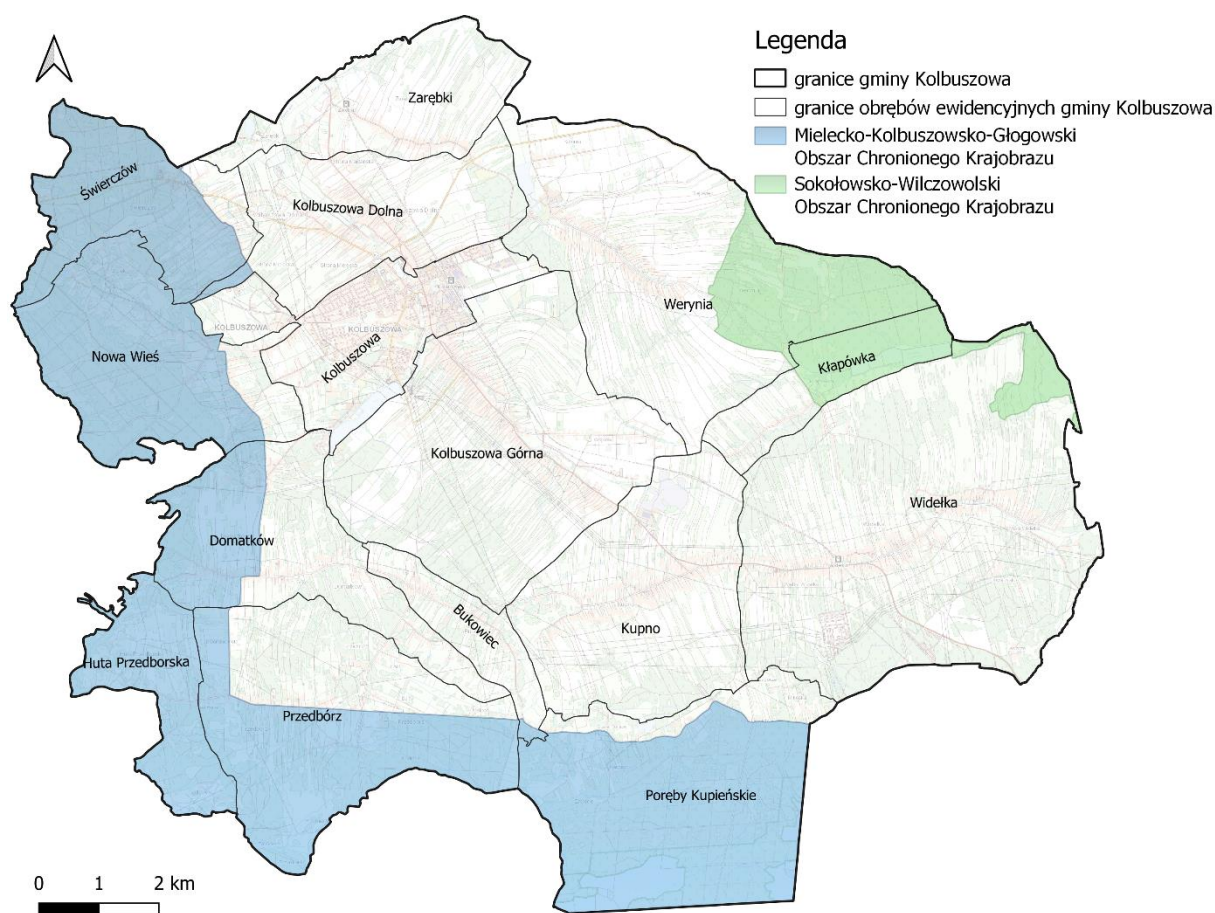 Legenda
granice gminy Kolbuszowa
granice obrębów ewidencyjnych gminy Kolbuszowa
Mielecko-Kolbuszowsko-Głogowski
Obszar Chronionego Krajobrazu
Sokołowsko-Wilczowolski
Obszar Chronionego Krajobrazu
Zarębki
Świerczów
Kolbuszowa Dolna
Werynia
KOLBUSZOWA
KOLBUSZOWA
Kolbuszowa
Nowa Wieś
Kłapówka
Kolbuszowa Górna
Widełka
Domatków
Bukowiec
Kupno
Huta Przedborska
Przedbórz
Poręby Kupieńskie
0 1 2 km